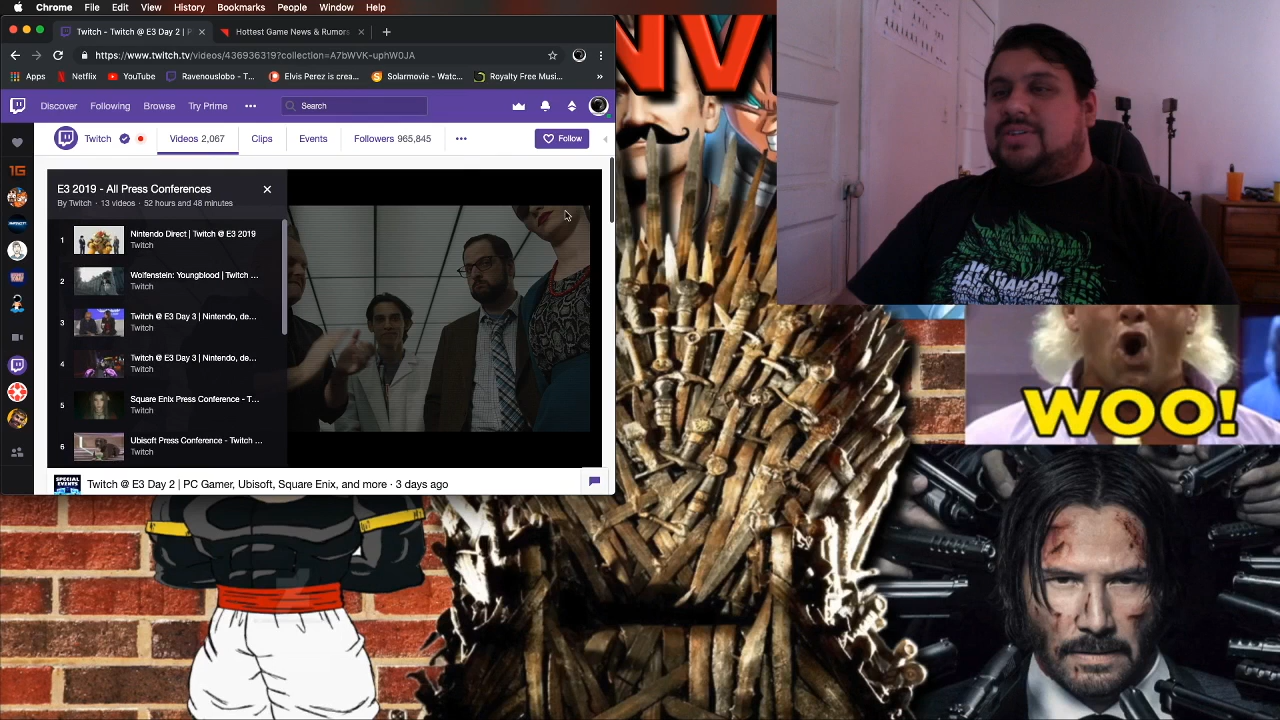 Chrome File Edit View History Bookmarks People Window Help
Twitch - Twitch @ E3 Day 2 | P
Hottest Game News & Rumors
https://www.twitch.tv/videos/436936319?collection=A7bWVK-uphW0JA
Apps Netflix YouTube Ravenouslobo - T... Elvis Perez is crea... Solarmovie - Watc... Royalty Free Musi... »
Discover Following Browse Try Prime ••• Search
Twitch Videos 2,067 Clips Events Followers 965,845 ••• Follow
E3 2019 - All Press Conferences
By Twitch · 13 videos · 52 hours and 48 minutes
1 Nintendo Direct | Twitch @ E3 2019
Twitch
2 Wolfenstein: Youngblood | Twitch ...
Twitch
3 Twitch @ E3 Day 3 | Nintendo, de...
Twitch
4 Twitch @ E3 Day 3 | Nintendo, de...
Twitch
5 Square Enix Press Conference - T...
Twitch
6 Ubisoft Press Conference - Twitch ...
Twitch
SPECIAL
EVENTS
Twitch @ E3 Day 2 | PC Gamer, Ubisoft, Square Enix, and more · 3 days ago
NV
WOO!